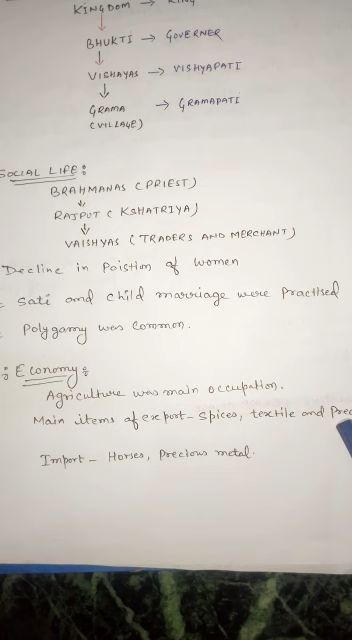 KINGDOM → KING
↓
BHUKTI → GOVERNER
↓
VISHAYAS → VISHYAPATI
↓
GRAMA → GRAMAPATI
(VILLAGE)
SOCIAL LIFE:
BRAHMANAS (PRIEST)
↓
RAJPUT (KSHATRIYA)
↓
VAISHYAS (TRADERS AND MERCHANT)
Decline in Poistion of women
- Sati and child marriage were Practised
- Polygamy was Common.
: Economy:
Agriculture was main occupation.
Main items of export - Spices, textile and Prec
Import - Horses, Precious metal.